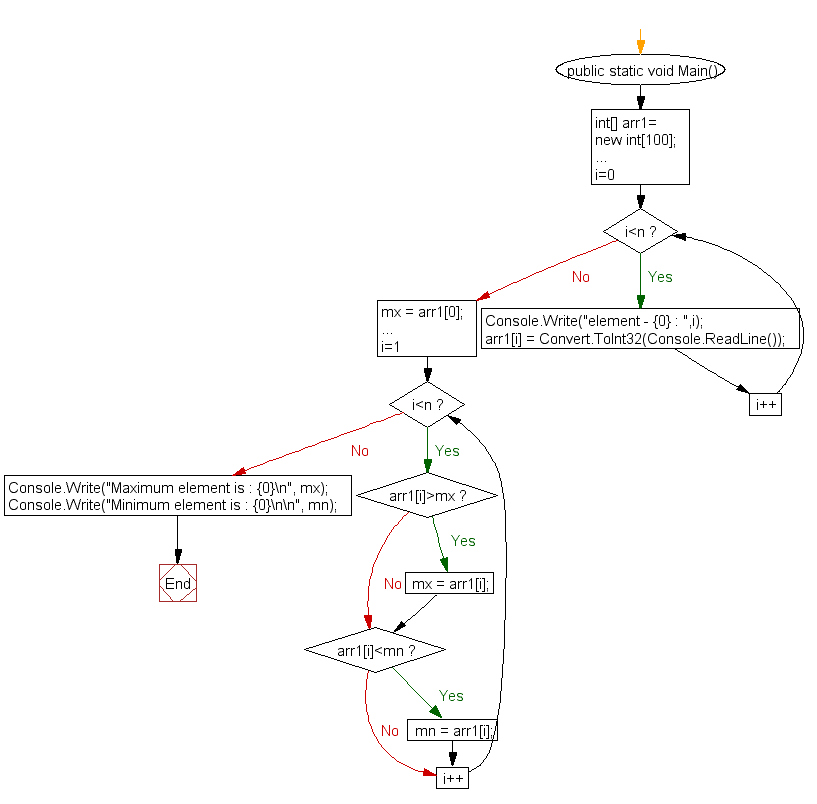 public static void Main()
int[] arr1=
new int[100];
...
i=0
i<n ?
No
Yes
mx = arr1[0];
...
i=1
Console.Write("element - {0} : ",i);
arr1[i] = Convert.ToInt32(Console.ReadLine());
i++
i<n ?
No
Yes
Console.Write("Maximum element is : {0}\n", mx);
Console.Write("Minimum element is : {0}\n\n", mn);
End
arr1[i]>mx ?
Yes
No
mx = arr1[i];
arr1[i]<mn ?
Yes
No
mn = arr1[i];
i++